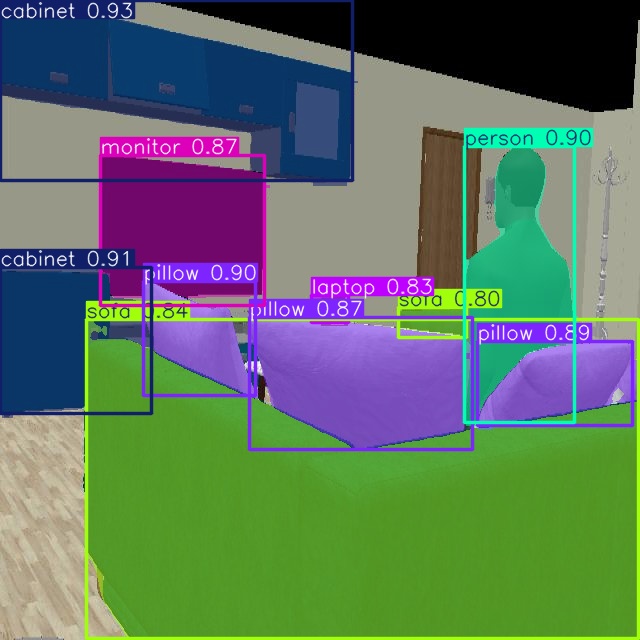 cabinet 0.93
monitor 0.87
person 0.90
cabinet 0.91
pillow 0.90
laptop 0.83
sofa 0.80
sofa 0.84
pillow 0.87
pillow 0.89